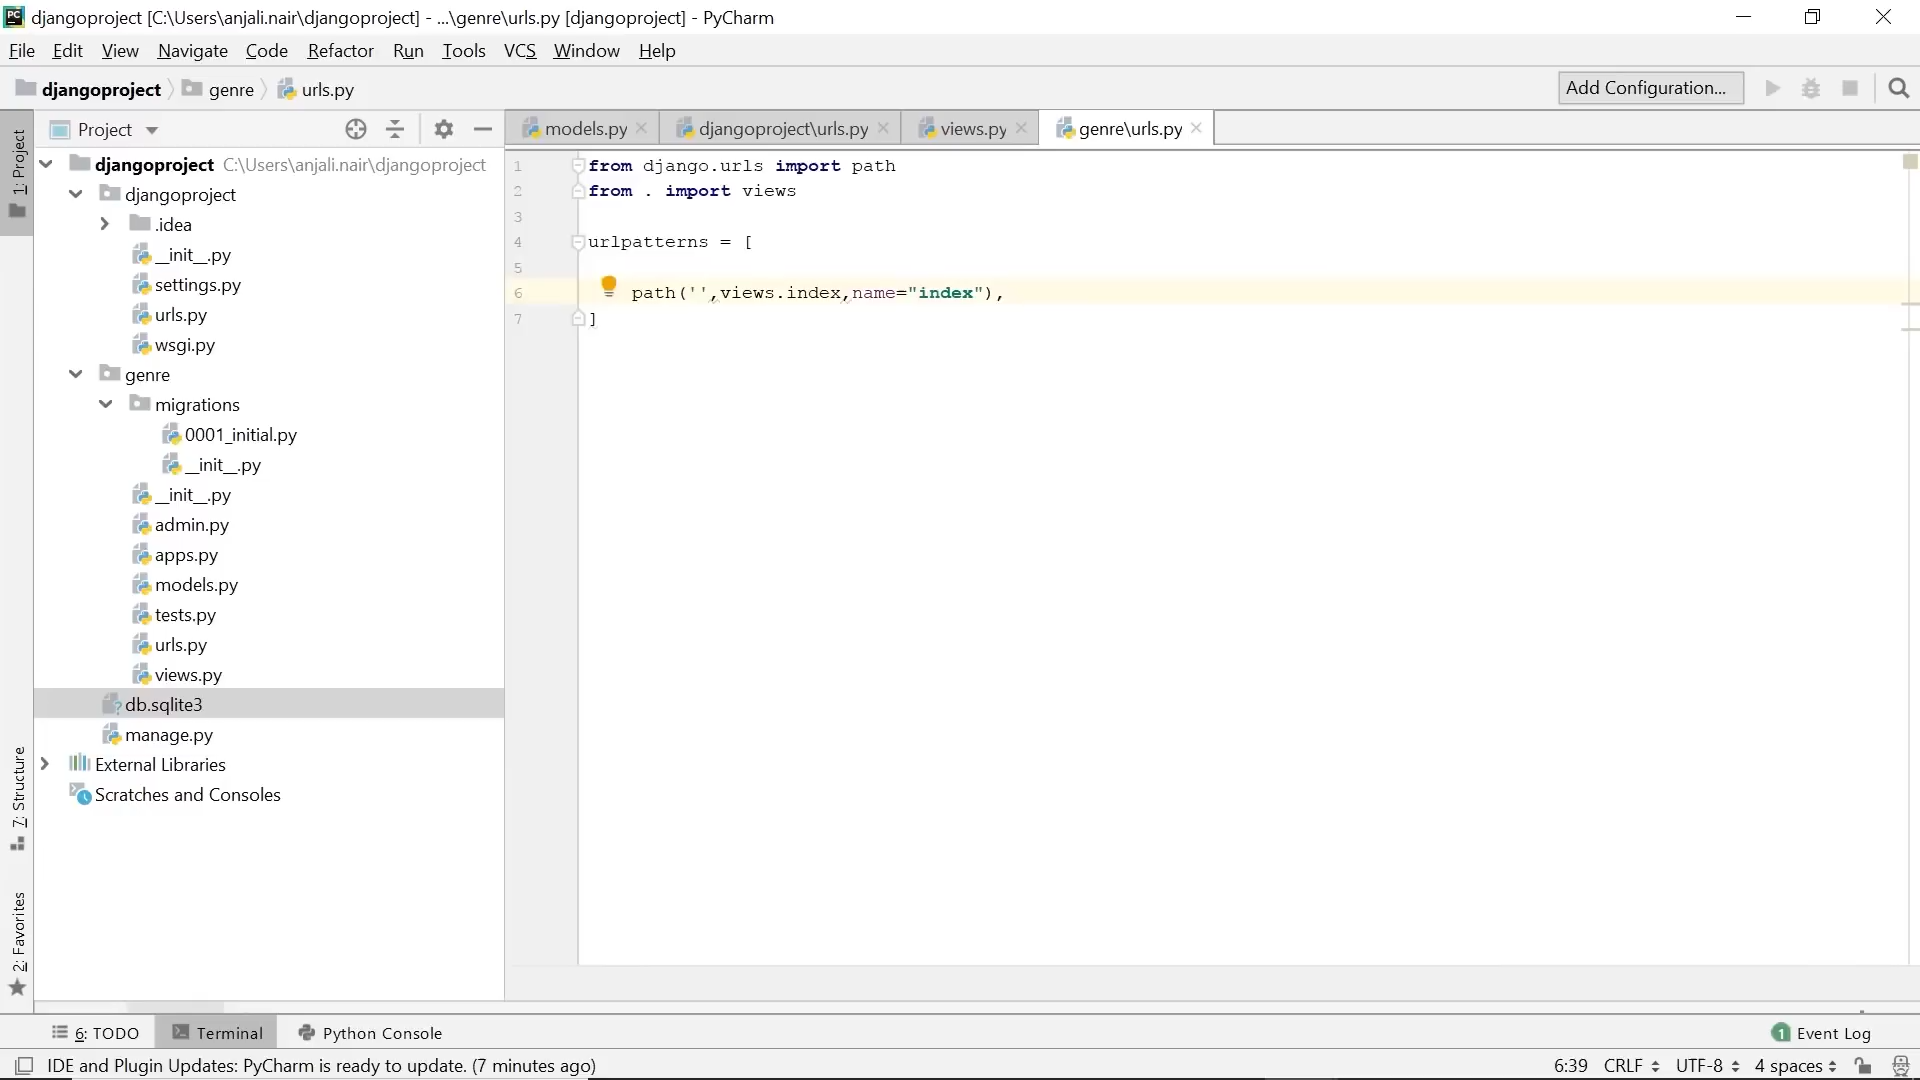 djangoproject [C:\Users\anjali.nair\djangoproject] - ...\genre\urls.py [djangoproject] - PyCharm
File Edit View Navigate Code Refactor Run Tools VCS Window Help
djangoproject genre urls.py Add Configuration...
Project models.py djangoproject\urls.py views.py genre\urls.py
1: Project
djangoproject C:\Users\anjali.nair\djangoproject
djangoproject
.idea
__init__.py
settings.py
urls.py
wsgi.py
genre
migrations
0001_initial.py
__init__.py
__init__.py
admin.py
apps.py
models.py
tests.py
urls.py
views.py
db.sqlite3
manage.py
External Libraries
Scratches and Consoles
7: Structure
2: Favorites
1 from django.urls import path
2 from . import views
3
4 urlpatterns = [
5
6 path('',views.index,name="index"),
7 ]
6: TODO Terminal Python Console 1 Event Log
IDE and Plugin Updates: PyCharm is ready to update. (7 minutes ago) 6:39 CRLF UTF-8 4 spaces